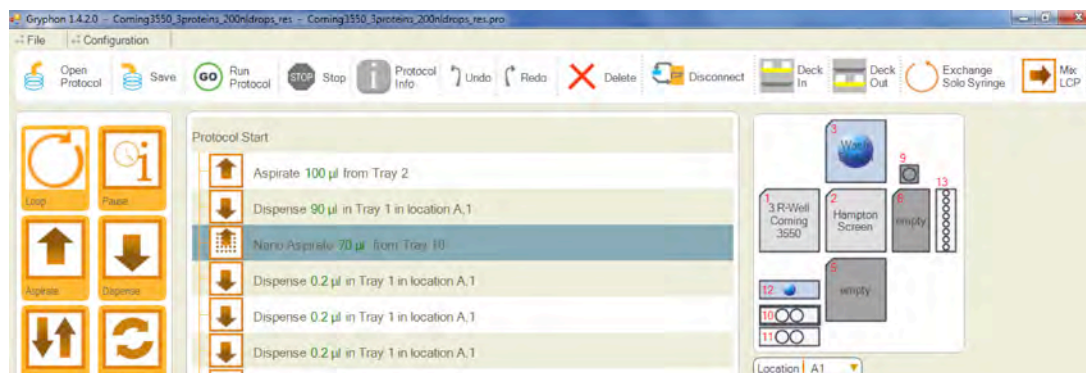 Gryphon 1.4.2.0 - Corning3550_3proteins_200nldrops_res - Corning3550_3proteins_200nldrops_res.pro
File Configuration
Open Protocol Save GO Run Protocol STOP Stop Protocol Info Undo Redo Delete Disconnect Deck In Deck Out Exchange Solo Syringe Mix LCP
Loop Pause
Aspirate Dispense
Protocol Start
Aspirate 100 µl from Tray 2
Dispense 90 µl in Tray 1 in location A,1
Nano Aspirate 70 µl from Tray 10
Dispense 0.2 µl in Tray 1 in location A,1
Dispense 0.2 µl in Tray 1 in location A,1
Dispense 0.2 µl in Tray 1 in location A,1
3
9
13
1
3 R-Well
Corning
3550
2
Hampton
Screen
empty
5
empty
12
10
11
Location A1